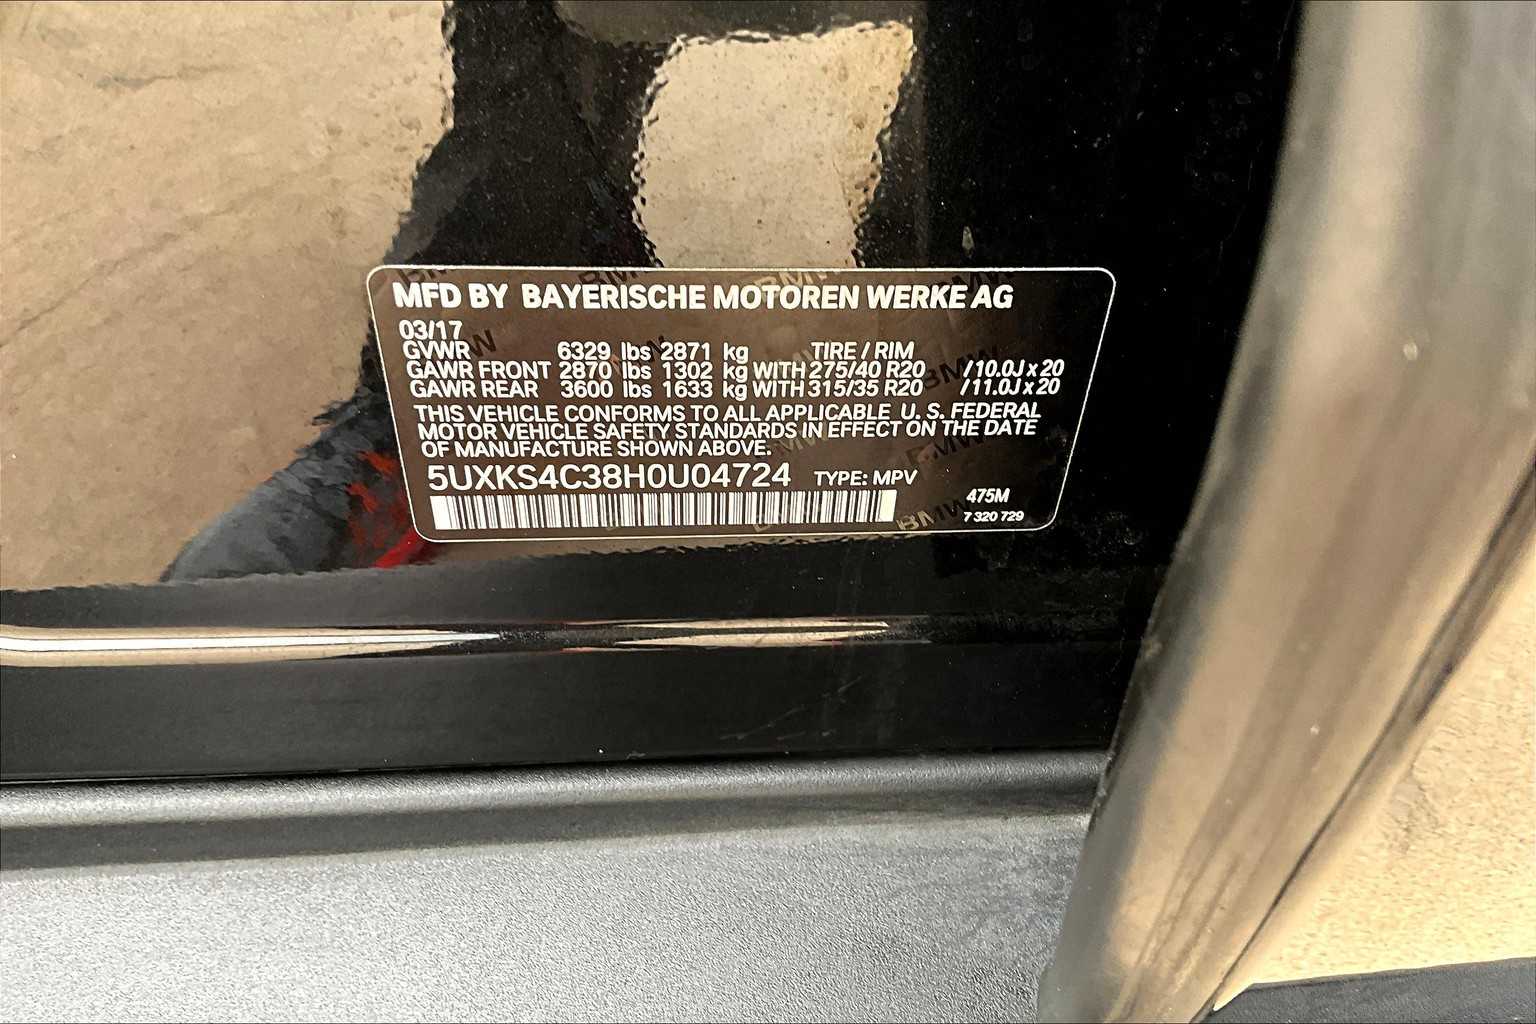 MFD BY BAYERISCHE MOTOREN WERKE AG
03/17
GVWR 6329 lbs 2871 kg TIRE / RIM
GAWR FRONT 2870 lbs 1302 kg WITH 275/40 R20 / 10.0J x 20
GAWR REAR 3600 lbs 1633 kg WITH 315/35 R20 / 11.0J x 20
THIS VEHICLE CONFORMS TO ALL APPLICABLE U. S. FEDERAL
MOTOR VEHICLE SAFETY STANDARDS IN EFFECT ON THE DATE
OF MANUFACTURE SHOWN ABOVE.
5UXKS4C38H0U04724 TYPE: MPV
475M
7 320 729